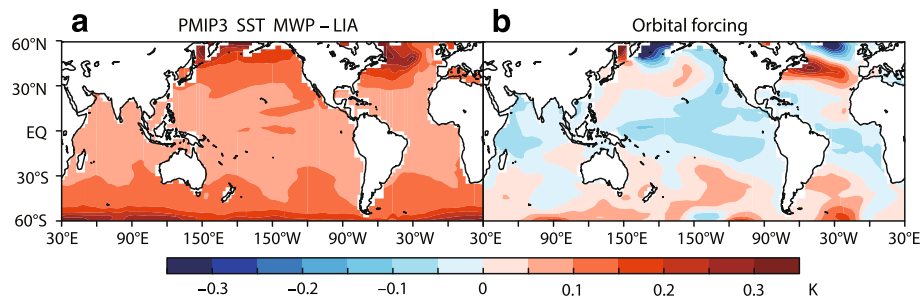 a PMIP3 SST MWP – LIA
b Orbital forcing
60°N
30°N
EQ
30°S
60°S
30°E 90°E 150°E 150°W 90°W 30°W 30°E 90°E 150°E 150°W 90°W 30°W 30°E
−0.3 −0.2 −0.1 0 0.1 0.2 0.3 K